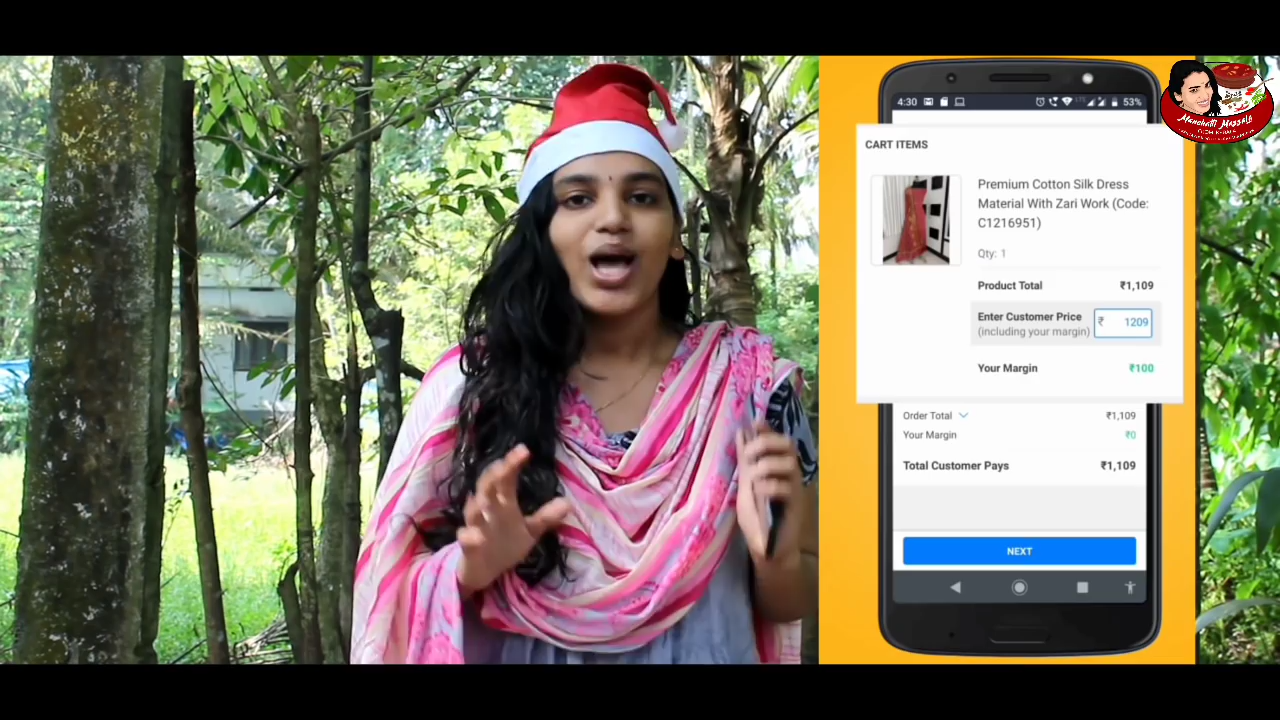 4:30
53%
CART ITEMS
Premium Cotton Silk Dress
Material With Zari Work (Code:
C1216951)
Qty: 1
Product Total ₹1,109
Enter Customer Price ₹ 1209
(including your margin)
Your Margin ₹100
Order Total ₹1,109
Your Margin ₹0
Total Customer Pays ₹1,109
NEXT
Manchatti Massala